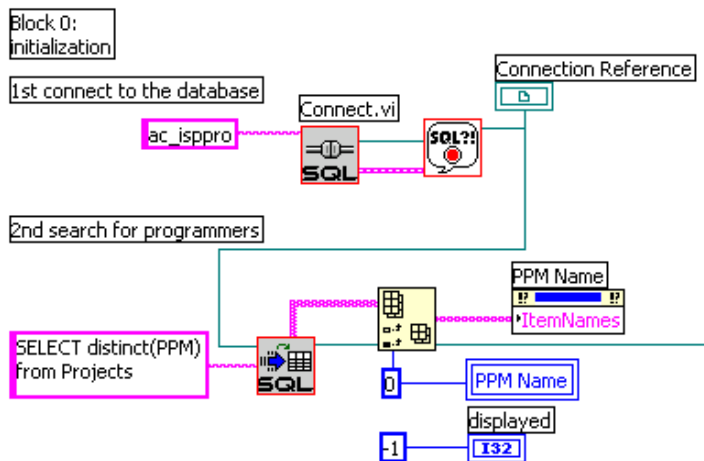 Block 0:
initialization
Connection Reference
1st connect to the database
Connect.vi
ac_isppro
SQL?!
SQL
2nd search for programmers
PPM Name
!? !?
ItemNames
SELECT distinct(PPM)
from Projects
SQL
0
PPM Name
displayed
-1
I32